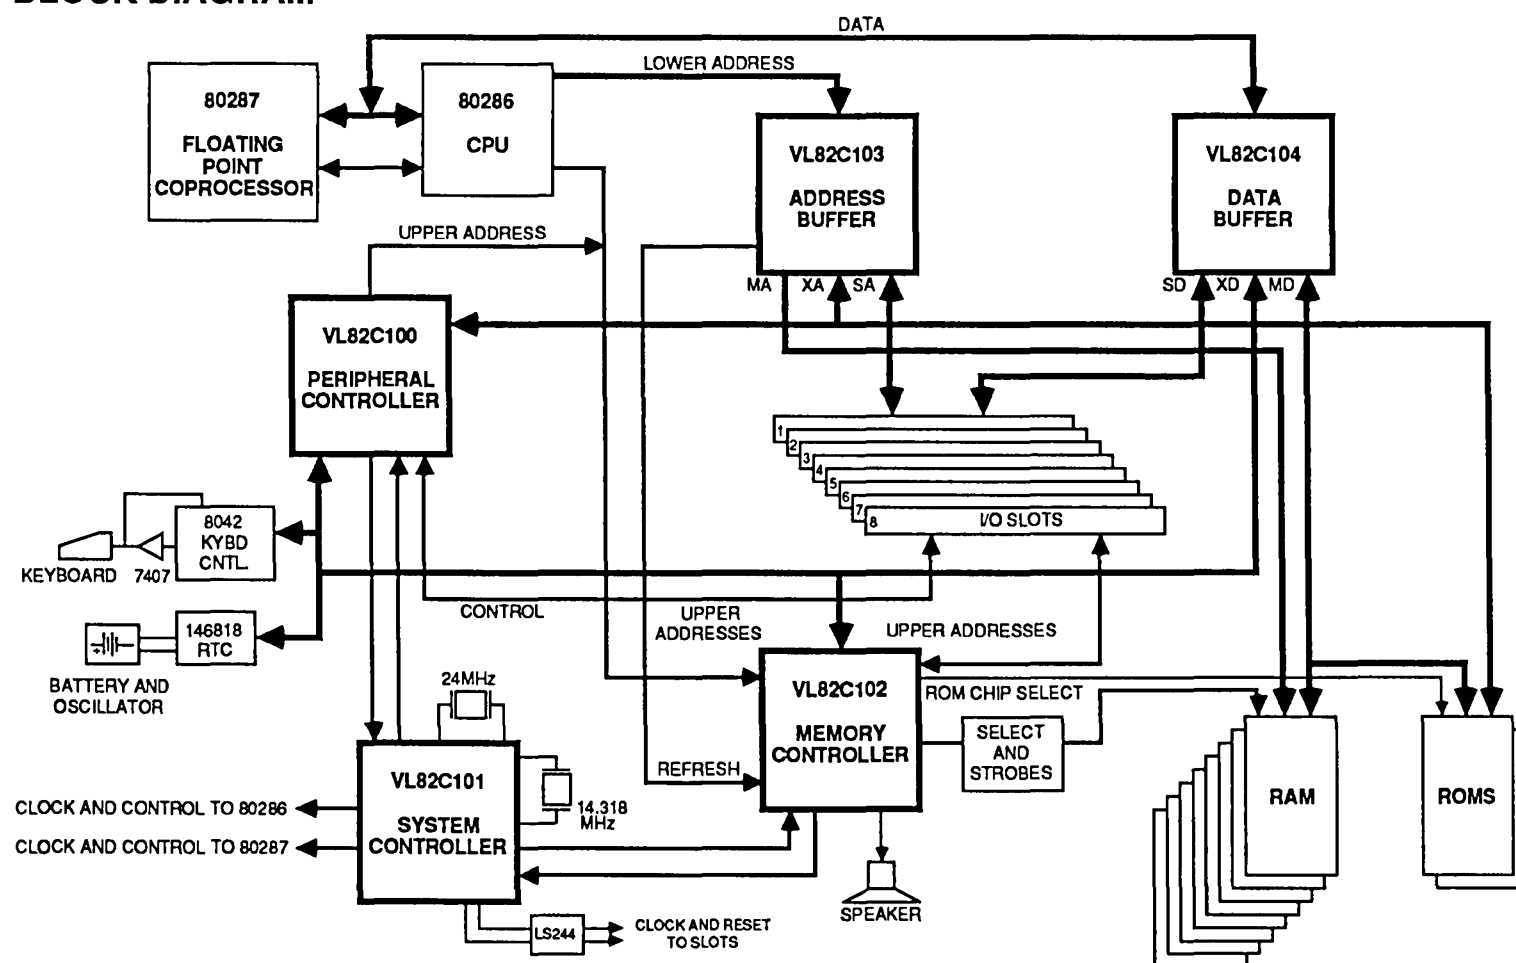 BLOCK DIAGRAM
DATA
LOWER ADDRESS
80287
FLOATING
POINT
COPROCESSOR
80286
CPU
VL82C103
ADDRESS
BUFFER
VL82C104
DATA
BUFFER
UPPER ADDRESS
MA
XA
SA
SD
XD
MD
VL82C100
PERIPHERAL
CONTROLLER
1
2
3
4
5
6
7
8
I/O SLOTS
8042
KYBD
CNTL.
KEYBOARD
7407
146818
RTC
BATTERY AND
OSCILLATOR
CONTROL
UPPER
ADDRESSES
UPPER ADDRESSES
24MHz
VL82C102
MEMORY
CONTROLLER
ROM CHIP SELECT
SELECT
AND
STROBES
REFRESH
VL82C101
SYSTEM
CONTROLLER
14.318
MHz
CLOCK AND CONTROL TO 80286
CLOCK AND CONTROL TO 80287
RAM
ROMS
SPEAKER
LS244
CLOCK AND RESET
TO SLOTS